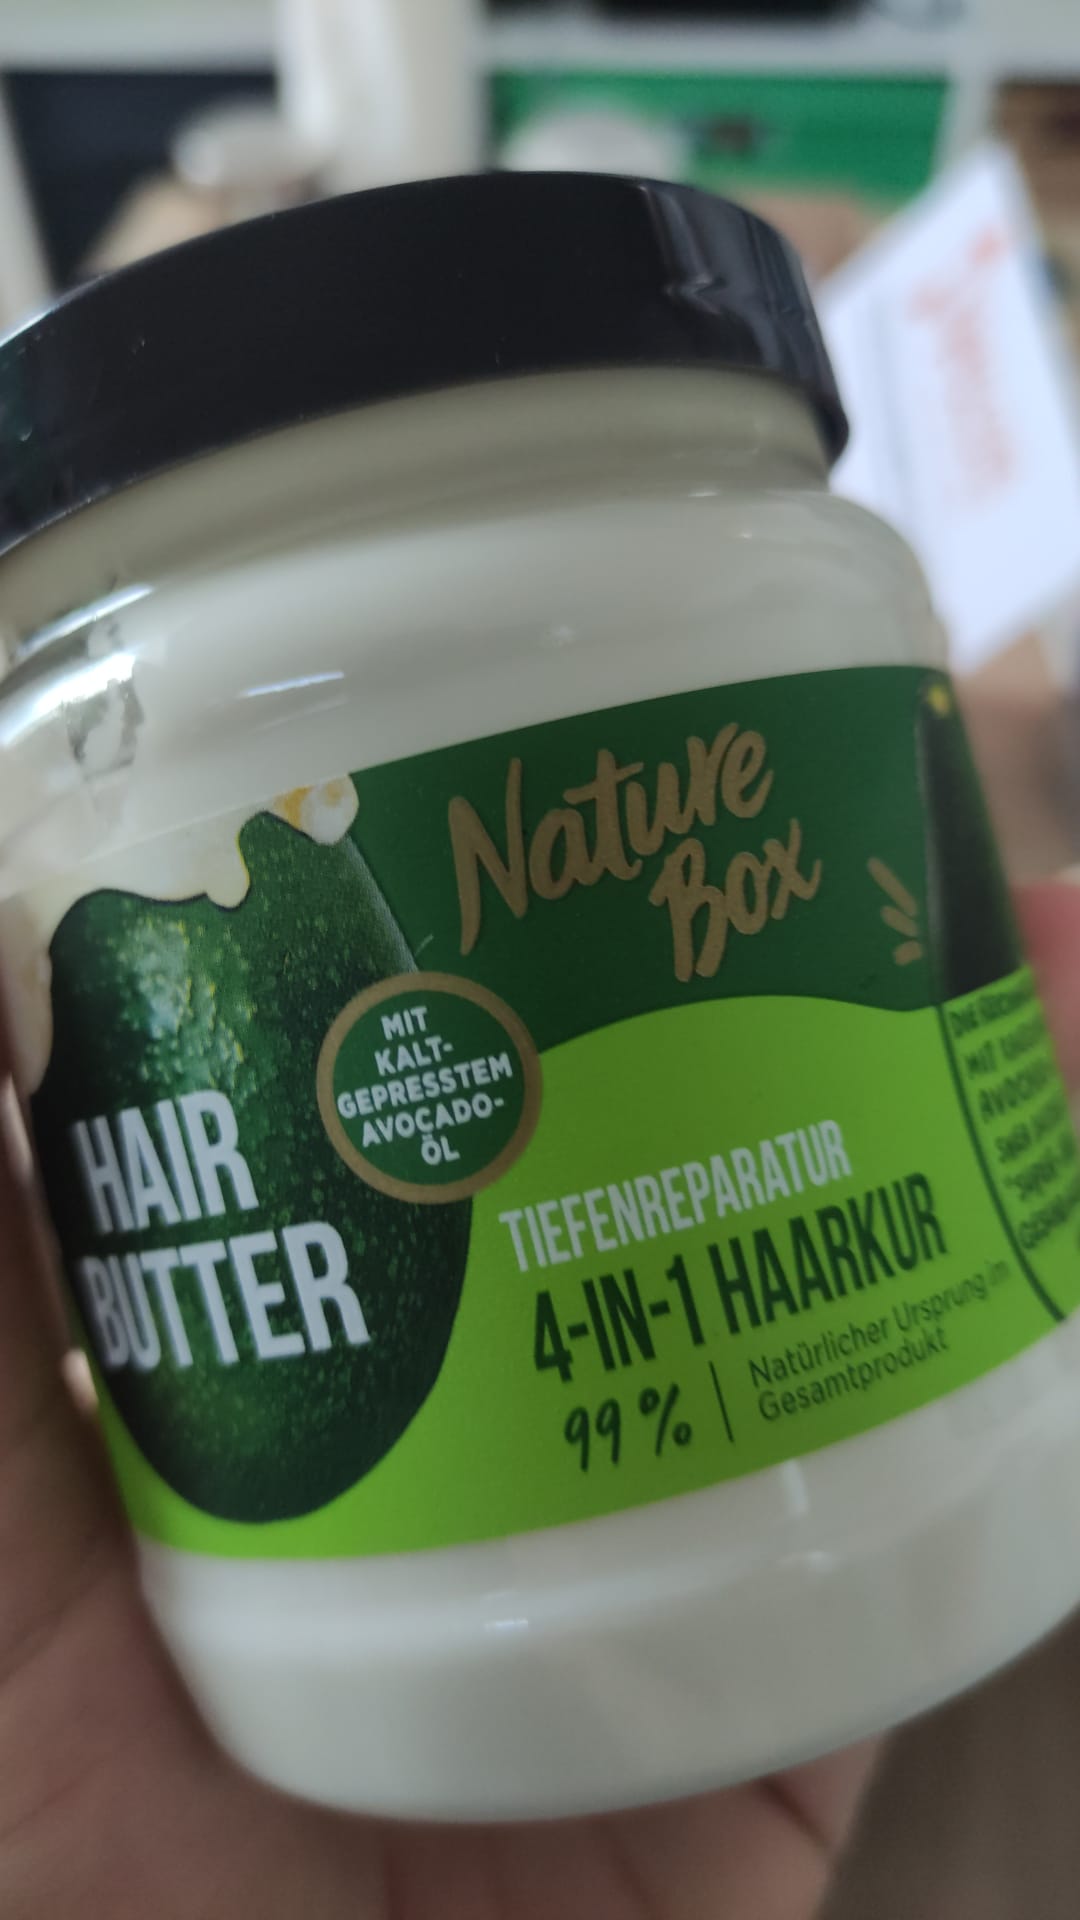 Nature
Box
MIT
KALT-
GEPRESSTEM
AVOCADO-
ÖL
HAIR
BUTTER
TIEFENREPARATUR
4-IN-1 HAARKUR
99% | Natürlicher Ursprung im
Gesamtprodukt
MIT